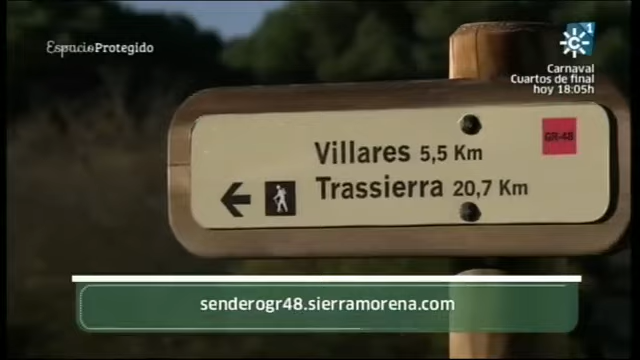 EspacioProtegido
1
Carnaval
Cuartos de final
hoy 18:05h
GR-48
Villares 5,5 Km
Trassierra 20,7 Km
senderogr48.sierramorena.com